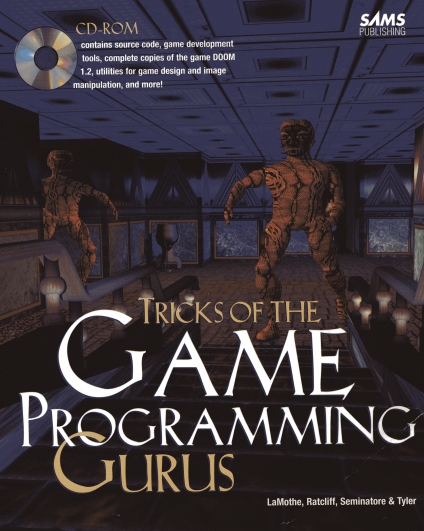 SAMS
PUBLISHING
CD-ROM
contains source code, game development
tools, complete copies of the game DOOM
1.2, utilities for game design and image
manipulation, and more!
TRICKS OF THE
GAME
PROGRAMMING
GURUS
LaMothe, Ratcliff, Seminatore & Tyler